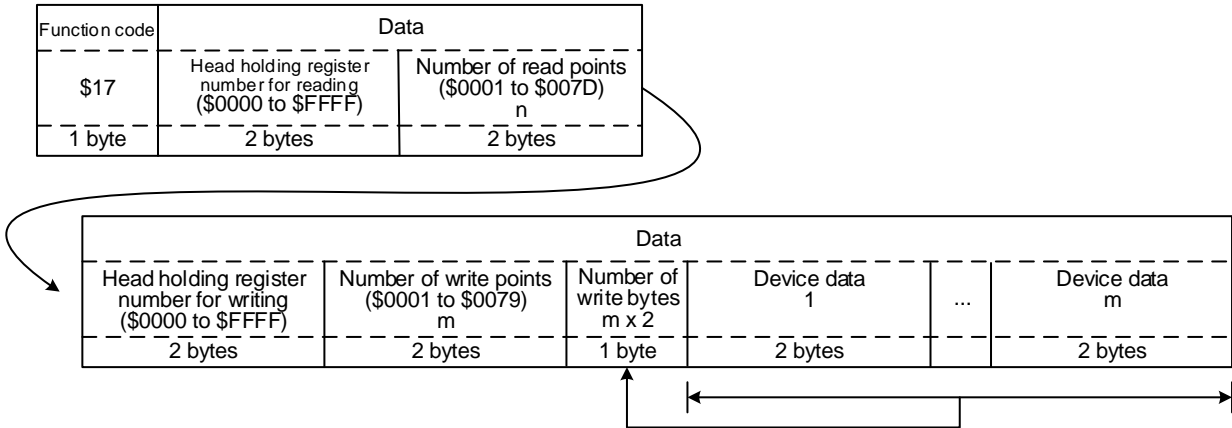 Function code
Data
$17
Head holding register
number for reading
($0000 to $FFFF)
Number of read points
($0001 to $007D)
n
1 byte
2 bytes
2 bytes
Data
Head holding register
number for writing
($0000 to $FFFF)
Number of write points
($0001 to $0079)
m
Number of
write bytes
m x 2
Device data
1
...
Device data
m
2 bytes
2 bytes
1 byte
2 bytes
2 bytes